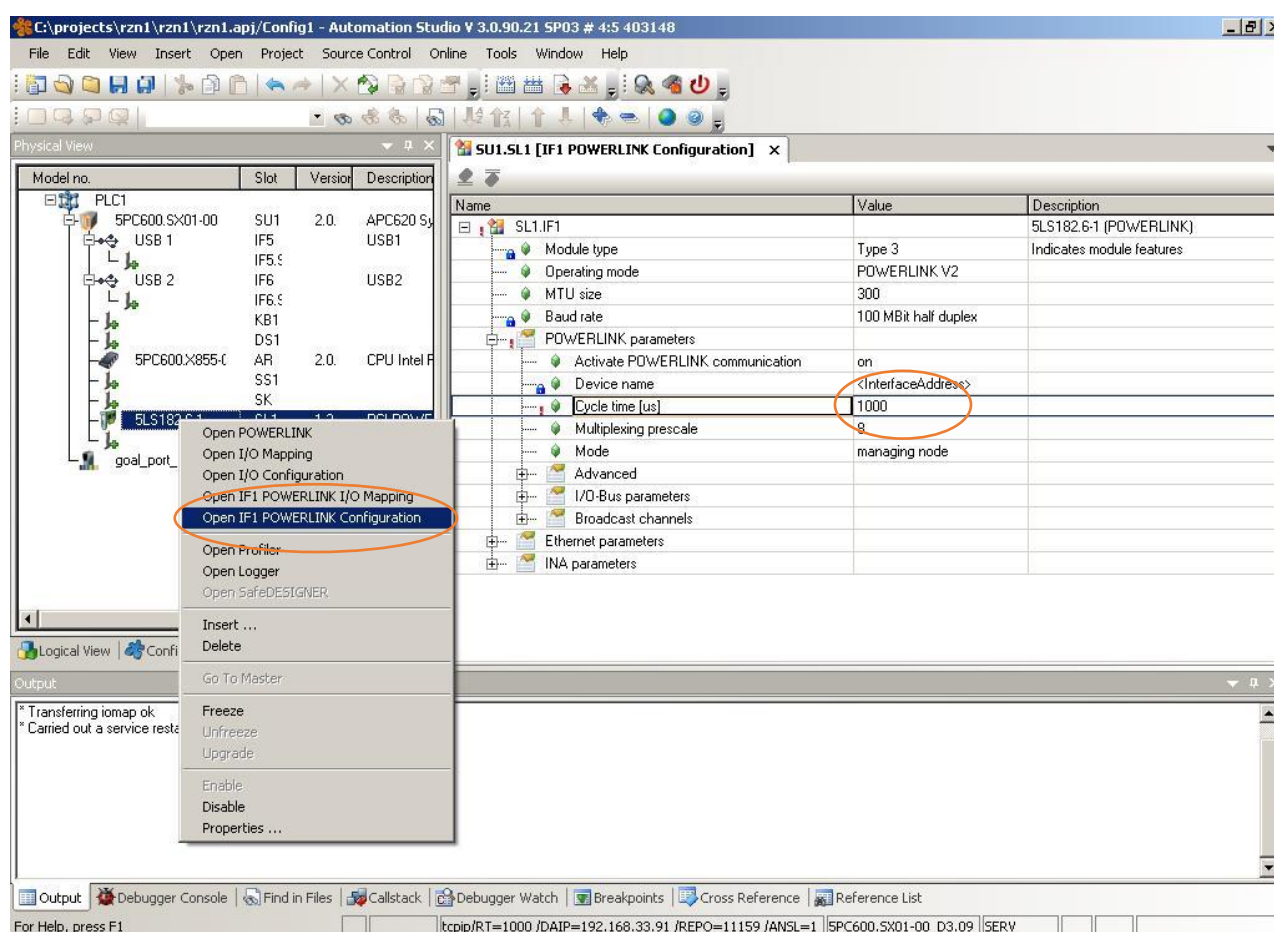 C:\projects\rzn1\rzn1\rzn1.apj/Config1 - Automation Studio V 3.0.90.21 SP03 # 4:5 403148
File Edit View Insert Open Project Source Control Online Tools Window Help
Physical View
SU1.SL1 [IF1 POWERLINK Configuration]
Model no. Slot Version Description
PLC1
5PC600.SX01-00 SU1 2.0. APC620 Sy
USB 1 IF5 USB1
IF5.S
USB 2 IF6 USB2
IF6.S
KB1
DS1
5PC600.X855-0 AR 2.0. CPU Intel P
SS1
SK
5LS182.6-1 SL1 1.2.
goal_port_
Open POWERLINK
Open I/O Mapping
Open I/O Configuration
Open IF1 POWERLINK I/O Mapping
Open IF1 POWERLINK Configuration
Open Profiler
Open Logger
Open SafeDESIGNER
Insert ...
Delete
Go To Master
Freeze
Unfreeze
Upgrade
Enable
Disable
Properties ...
Name Value Description
SL1.IF1 5LS182.6-1 (POWERLINK)
Module type Type 3 Indicates module features
Operating mode POWERLINK V2
MTU size 300
Baud rate 100 MBit half duplex
POWERLINK parameters
Activate POWERLINK communication on
Device name <InterfaceAddress>
Cycle time [us] 1000
Multiplexing prescale 8
Mode managing node
Advanced
I/O-Bus parameters
Broadcast channels
Ethernet parameters
INA parameters
Logical View Confi
Output
* Transferring iomap ok
* Carried out a service resta
Output Debugger Console Find in Files Callstack Debugger Watch Breakpoints Cross Reference Reference List
For Help, press F1 tcpip/RT=1000 /DAIP=192.168.33.91 /REPO=11159 /ANSL=1 5PC600.SX01-00 D3.09 SERV